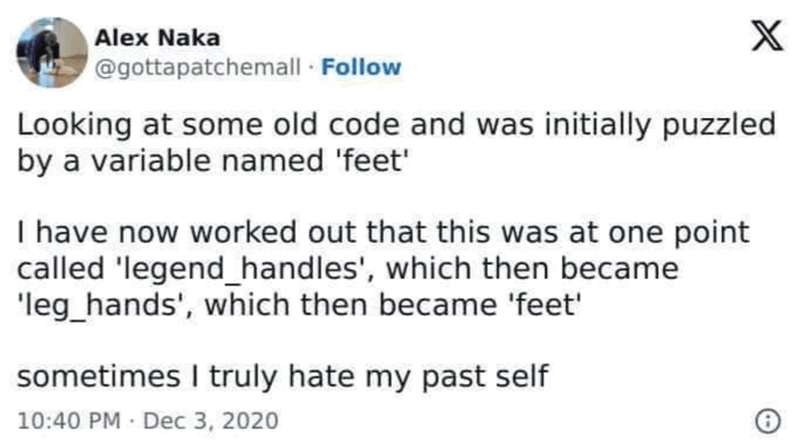 Alex Naka
@gottapatchemall · Follow
Looking at some old code and was initially puzzled
by a variable named 'feet'
I have now worked out that this was at one point
called 'legend_handles', which then became
'leg_hands', which then became 'feet'
sometimes I truly hate my past self
10:40 PM · Dec 3, 2020